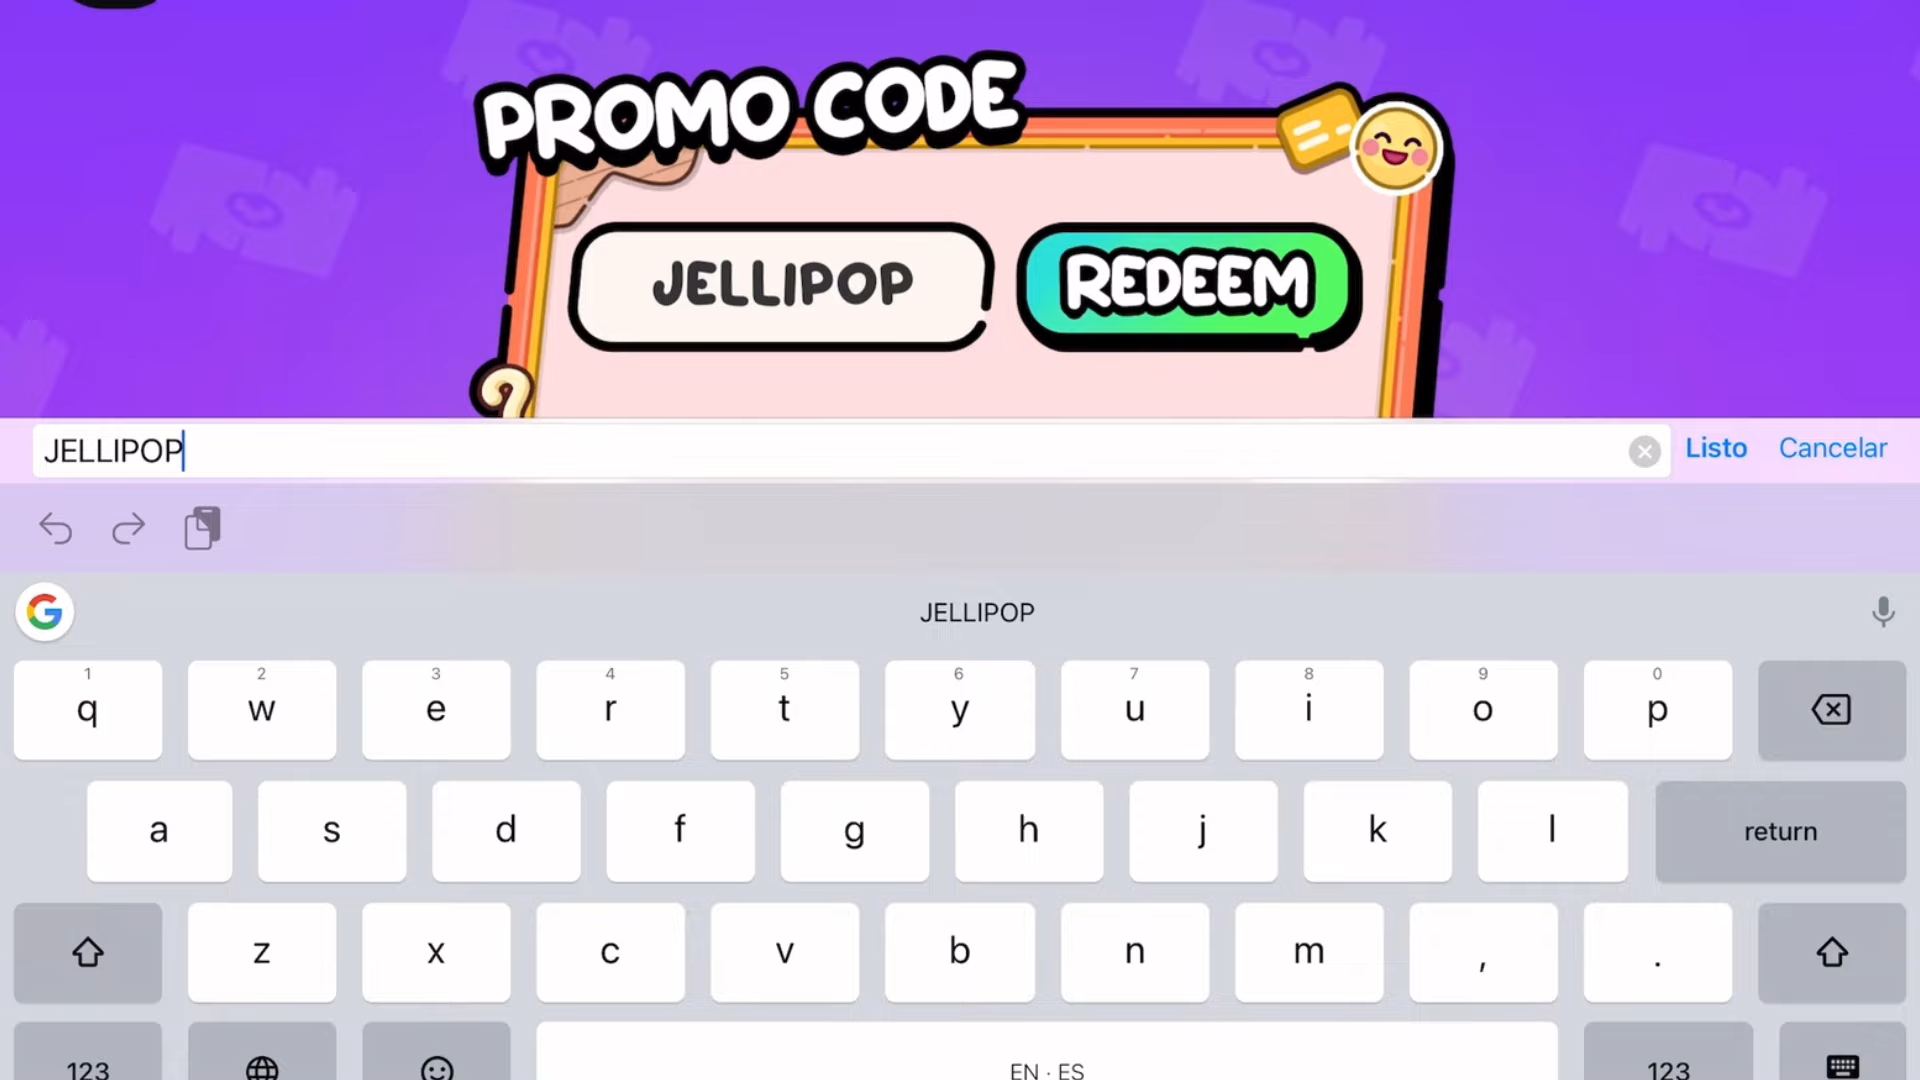 PROMO CODE
JELLIPOP REDEEM
JELLIPOP Listo Cancelar
JELLIPOP
1 2 3 4 5 6 7 8 9 0
q w e r t y u i o p
a s d f g h j k l return
z x c v b n m , .
123 EN · ES 123